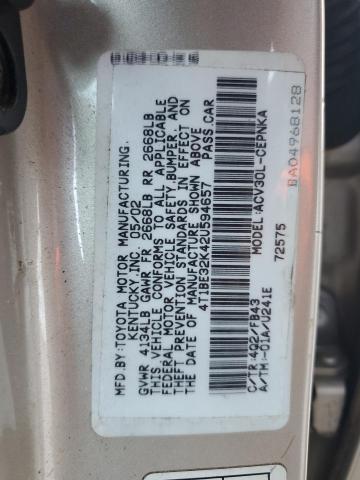 MFD.BY:TOYOTA MOTOR MANUFACTURING.
KENTUCKY.INC. 05/02
GVWR 4134LB GAWR FR 2668LB RR 2668LB
THIS VEHICLE CONFORMS TO ALL APPLICABLE
FEDERAL MOTOR VEHICLE SAFETY,BUMPER, AND
THEFT PREVENTION STANDARDS IN EFFECT ON
THE DATE OF MANUFACTURE SHOWN ABOVE
4T1BE32K42U594657 PASS.CAR
MODEL:ACV30L-CEPNKA
72575
C/TR:4Q2/FB43
A/TM:-01A/U241E
BA04968128